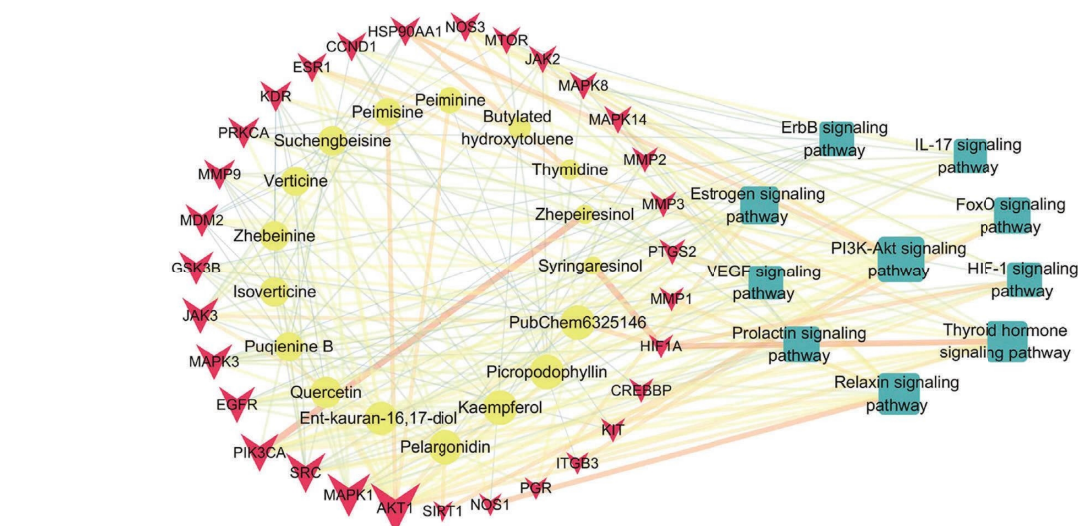 HSP90AA1
NOS3
MTOR
CCND1
JAK2
ESR1
MAPK8
KDR
MAPK14
PRKCA
MMP2
MMP9
MMP3
MDM2
PTGS2
GSK3B
MMP1
JAK3
HIF1A
MAPK3
CREBBP
EGFR
KIT
PIK3CA
ITGB3
SRC
PGR
MAPK1
AKT1
SIRT1
NOS1
Peimisine
Peiminine
Butylated
hydroxytoluene
Suchengbeisine
Thymidine
Verticine
Zhepeiresinol
Zhebeinine
Syringaresinol
Isoverticine
PubChem6325146
Puqienine B
Picropodophyllin
Quercetin
Kaempferol
Ent-kauran-16,17-diol
Pelargonidin
ErbB signaling
pathway
IL-17 signaling
pathway
Estrogen signaling
pathway
FoxO signaling
pathway
PI3K-Akt signaling
pathway
VEGF signaling
pathway
HIF-1 signaling
pathway
Prolactin signaling
pathway
Thyroid hormone
signaling pathway
Relaxin signaling
pathway